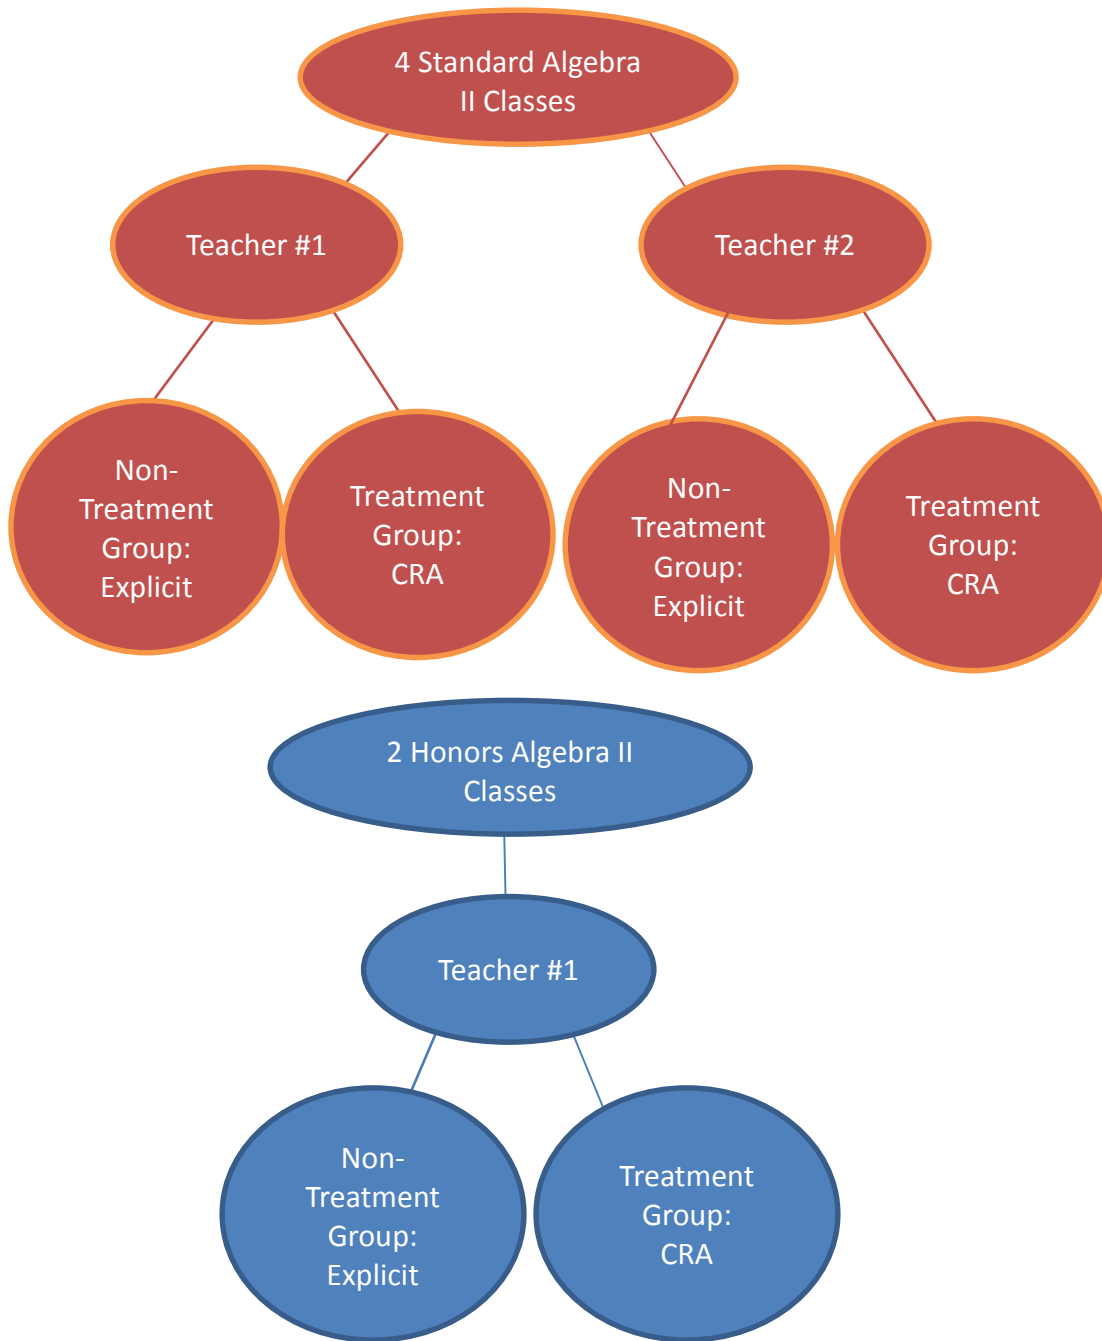 4 Standard Algebra
II Classes
Teacher #1
Teacher #2
Non-
Treatment
Group:
Explicit
Treatment
Group:
CRA
Non-
Treatment
Group:
Explicit
Treatment
Group:
CRA
2 Honors Algebra II
Classes
Teacher #1
Non-
Treatment
Group:
Explicit
Treatment
Group:
CRA